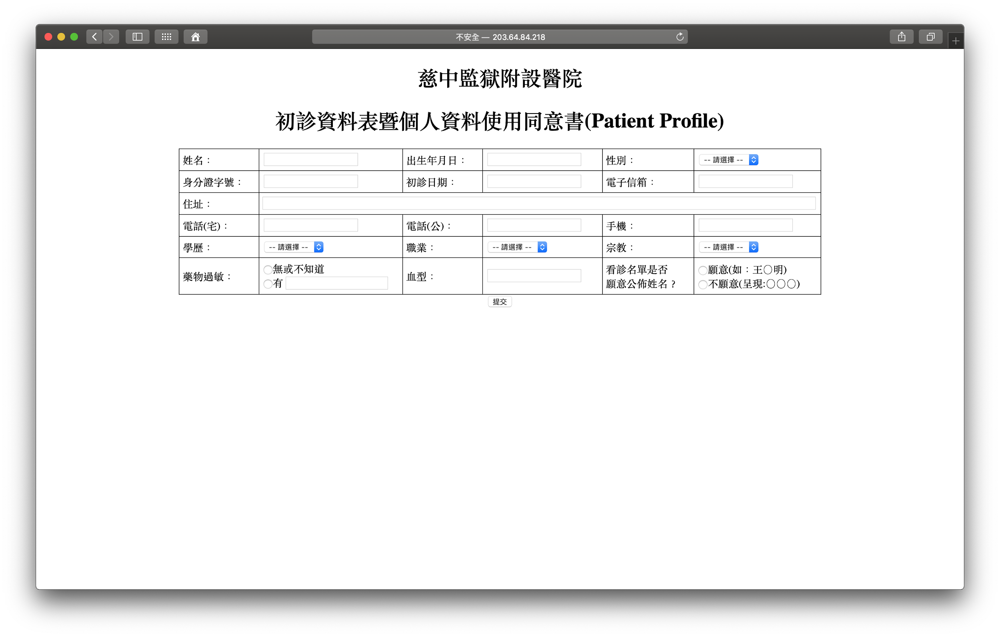 不安全 — 203.64.84.218
慈中監獄附設醫院
初診資料表暨個人資料使用同意書(Patient Profile)
姓名： 出生年月日： 性別： -- 請選擇 --
身分證字號： 初診日期： 電子信箱：
住址：
電話(宅)： 電話(公)： 手機：
學歷： -- 請選擇 -- 職業： -- 請選擇 -- 宗教： -- 請選擇 --
藥物過敏： 無或不知道
有
血型：
看診名單是否
願意公佈姓名？
願意(如：王〇明)
不願意(呈現:〇〇〇)
提交